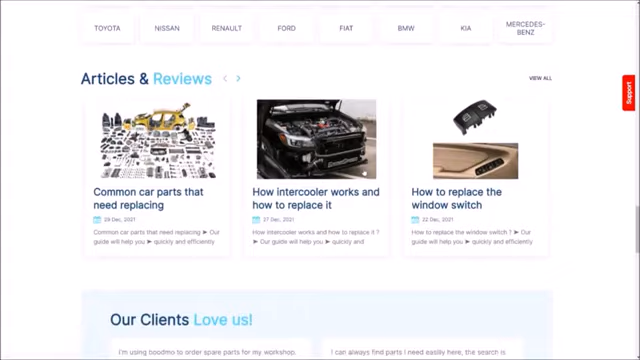 TOYOTA
NISSAN
RENAULT
FORD
FIAT
BMW
KIA
MERCEDES-
BENZ
Articles & Reviews
VIEW ALL
Support
Common car parts that
need replacing
29 Dec, 2021
Common car parts that need replacing ➤ Our
guide will help you ➤ quickly and efficiently
How intercooler works and
how to replace it
27 Dec, 2021
How intercooler works and how to replace it ?
➤ Our guide will help you ➤ quickly and
How to replace the
window switch
22 Dec, 2021
How to replace the window switch ? ➤ Our
guide will help you ➤ quickly and efficiently
Our Clients Love us!
I'm using boodmo to order spare parts for my workshop,
I can always find parts I need easiliy here, the search is